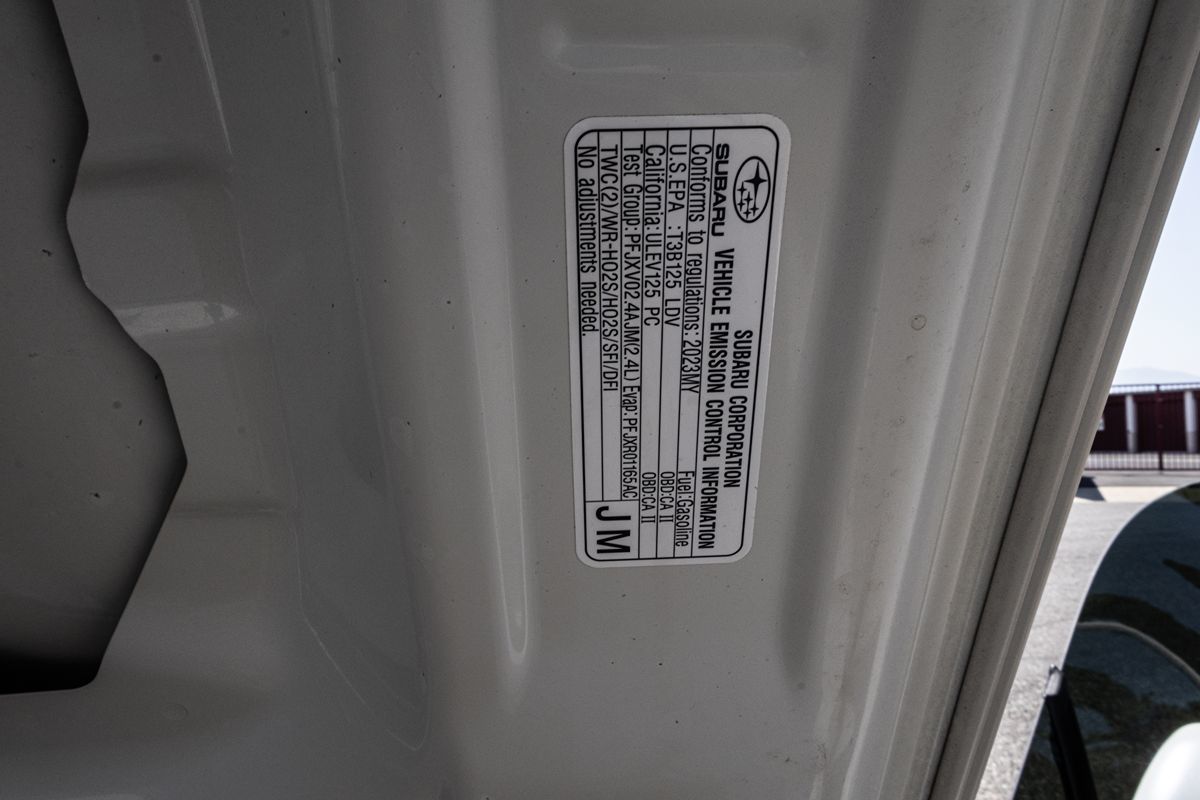 SUBARU CORPORATION
SUBARU VEHICLE EMISSION CONTROL INFORMATION
Conforms to regulations: 2023MY Fuel:Gasoline
U.S.EPA :T3B125 LDV OBD:CA II
California:ULEV125 PC OBD:CA II
Test Group:PFJXV02.4AJM(2.4L) Evap:PFJXR01165AC
TWC(2)/WR-HO2S/HO2S/SFI/DFI
No adjustments needed.
JM